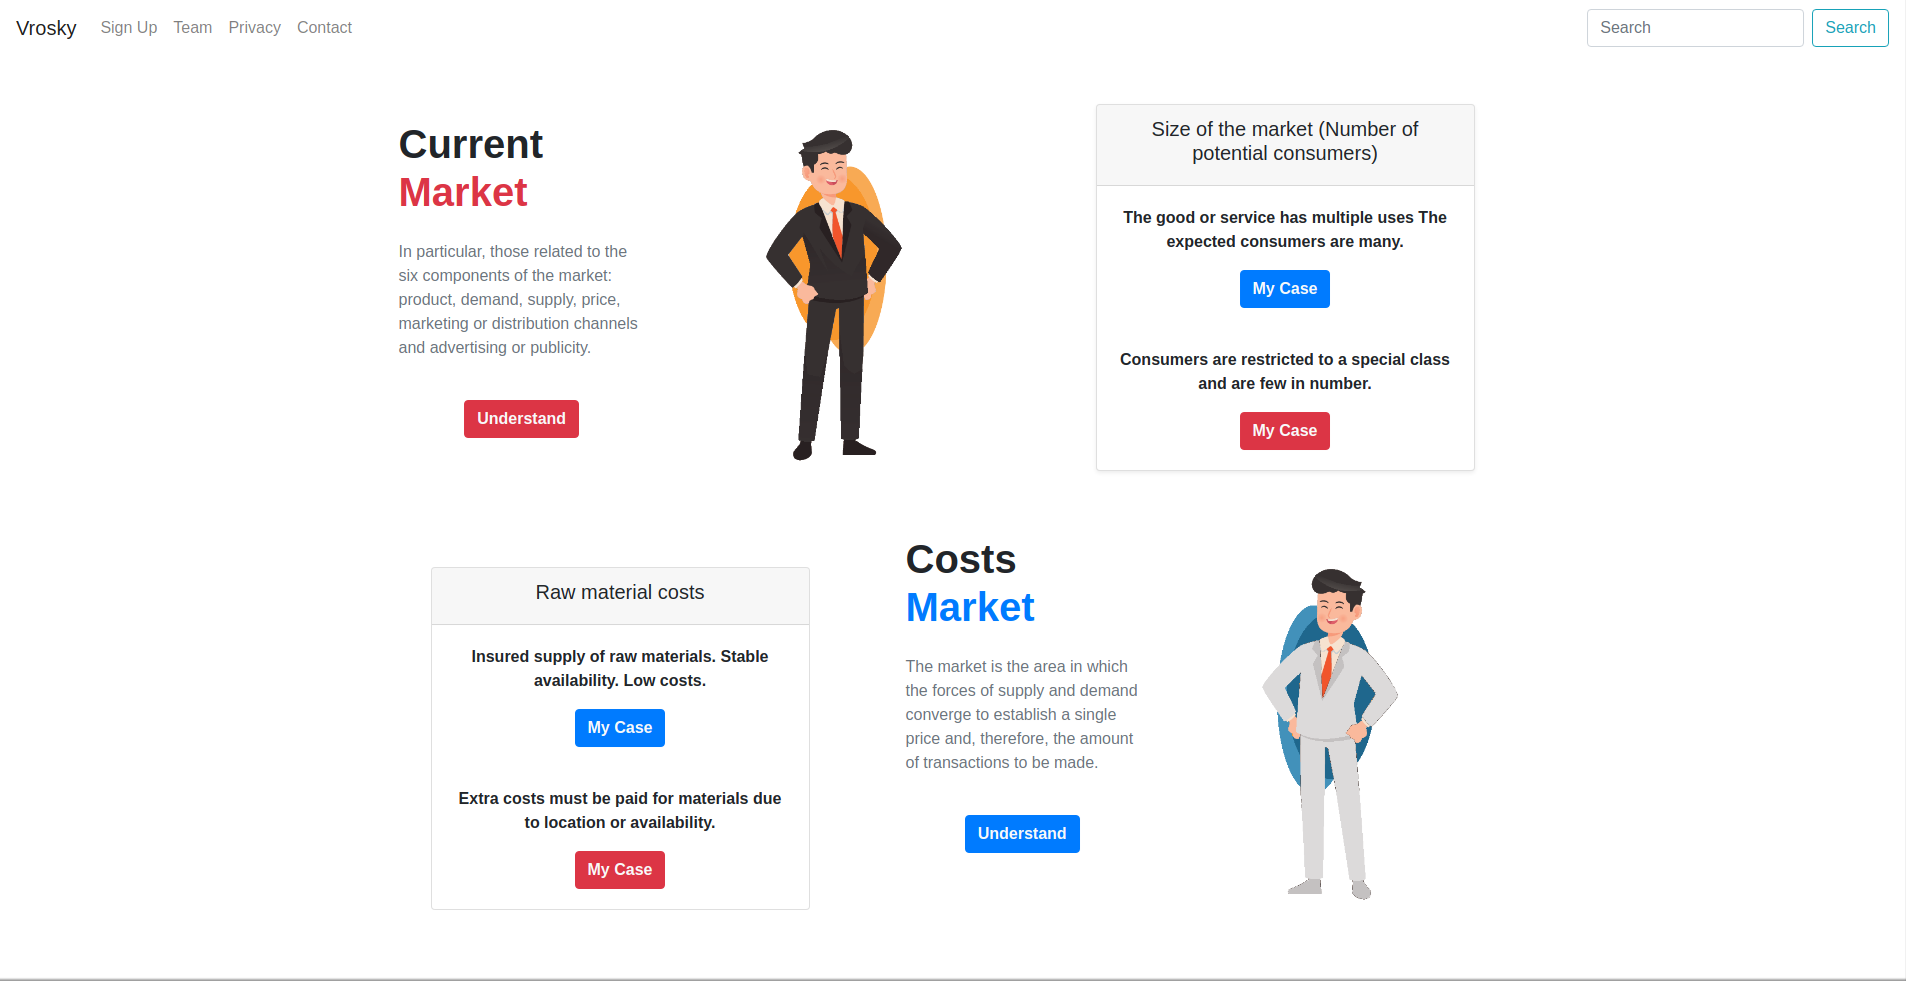 Vrosky Sign Up Team Privacy Contact Search Search
Current
Market
In particular, those related to the
six components of the market:
product, demand, supply, price,
marketing or distribution channels
and advertising or publicity.
Understand
Size of the market (Number of
potential consumers)
The good or service has multiple uses The
expected consumers are many.
My Case
Consumers are restricted to a special class
and are few in number.
My Case
Raw material costs
Insured supply of raw materials. Stable
availability. Low costs.
My Case
Extra costs must be paid for materials due
to location or availability.
My Case
Costs
Market
The market is the area in which
the forces of supply and demand
converge to establish a single
price and, therefore, the amount
of transactions to be made.
Understand